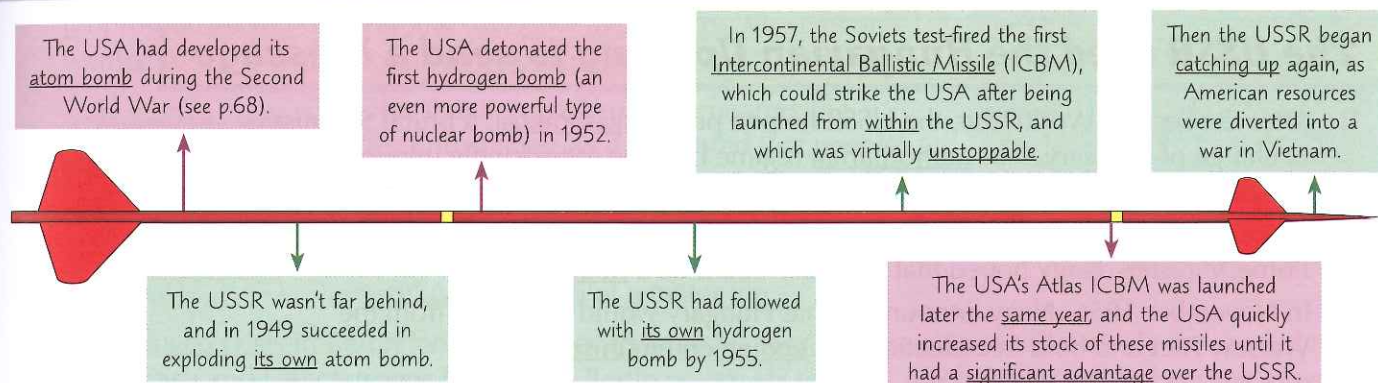 The USA had developed its
atom bomb during the Second
World War (see p.68).
The USSR wasn't far behind,
and in 1949 succeeded in
exploding its own atom bomb.
The USA detonated the
first hydrogen bomb (an
even more powerful type
of nuclear bomb) in 1952.
The USSR had followed
with its own hydrogen
bomb by 1955.
In 1957, the Soviets test-fired the first
Intercontinental Ballistic Missile (ICBM),
which could strike the USA after being
launched from within the USSR, and
which was virtually unstoppable.
The USA's Atlas ICBM was launched
later the same year, and the USA quickly
increased its stock of these missiles until it
had a significant advantage over the USSR.
Then the USSR began
catching up again, as
American resources
were diverted into a
war in Vietnam.